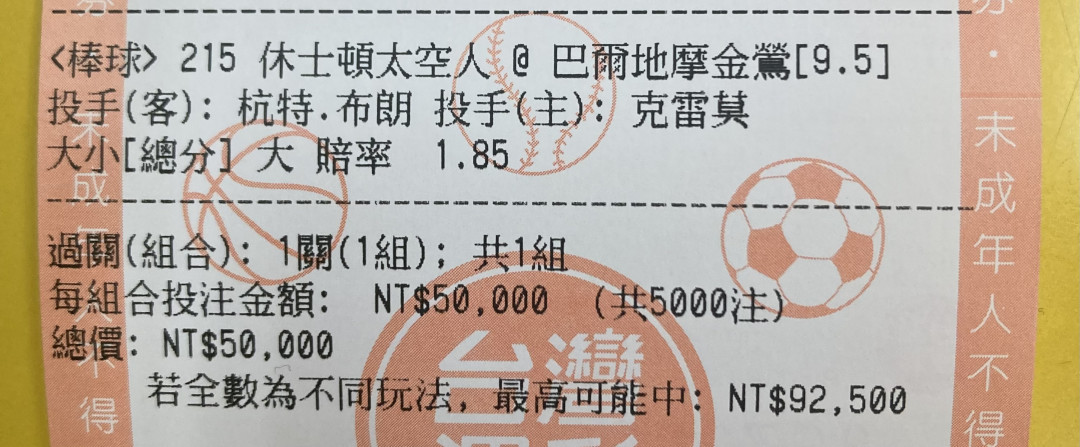 <棒球> 215 休士頓太空人 @ 巴爾地摩金鶯[9.5]
投手(客): 杭特.布朗 投手(主): 克雷莫
大小[總分] 大 賠率 1.85
過關(組合): 1關(1組); 共1組
每組合投注金額: NT$50,000 (共5000注)
總價: NT$50,000
若全數為不同玩法, 最高可能中: NT$92,500
台灣
未成年人不得